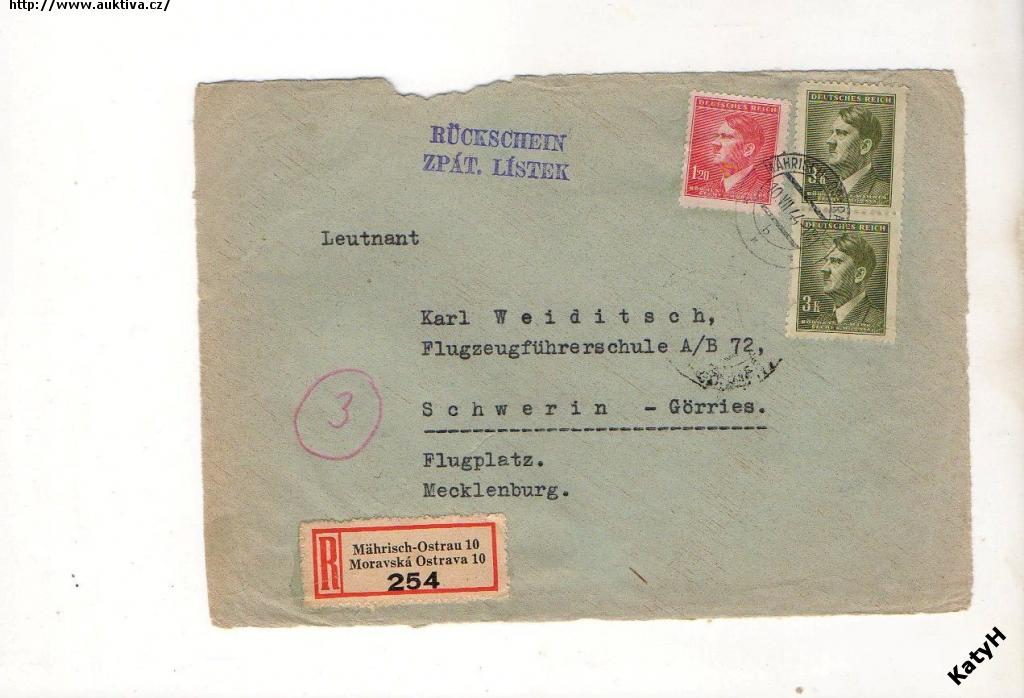 http://www.auktiva.cz/
RÜCKSCHEIN
ZPÁT. LÍSTEK
DEUTSCHES REICH
1.20
DEUTSCHES REICH
3K
DEUTSCHES REICH
3K
Leutnant
Karl Weiditsch,
Flugzeugführerschule A/B 72,
Schwerin - Görries.
Flugplatz.
Mecklenburg.
3
R
Mährisch-Ostrau 10
Moravská Ostrava 10
254
KatyH